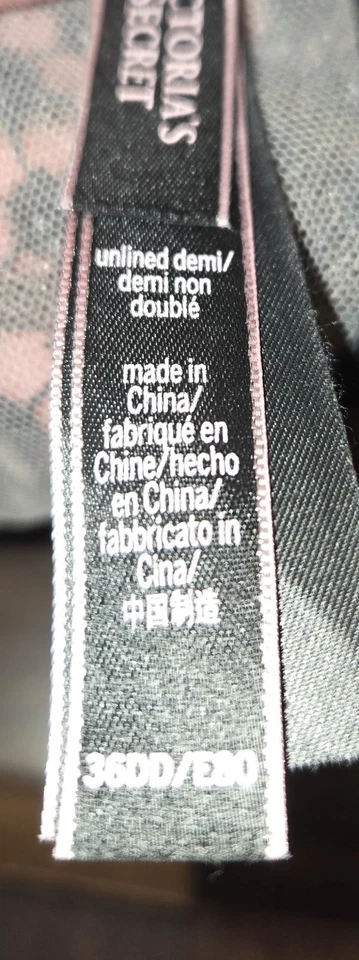 VICTORIA'S
SECRET
unlined demi/
demi non
doublé
made in
China/
fabriqué en
Chine/hecho
en China/
fabbricato in
Cina/
中国制造
36DD/E80